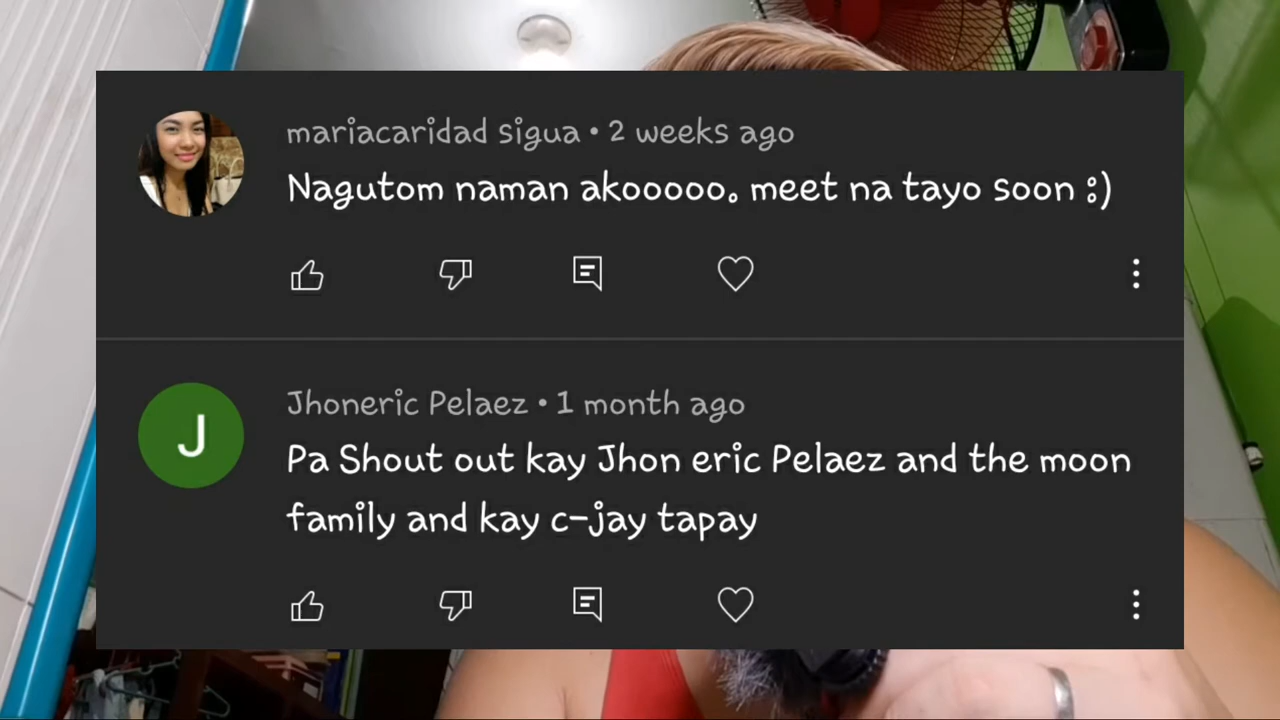 mariacaridad sigua • 2 weeks ago
Nagutom naman akooooo. meet na tayo soon :)
J
Jhoneric Pelaez • 1 month ago
Pa Shout out kay Jhon eric Pelaez and the moon
family and kay c-jay tapay